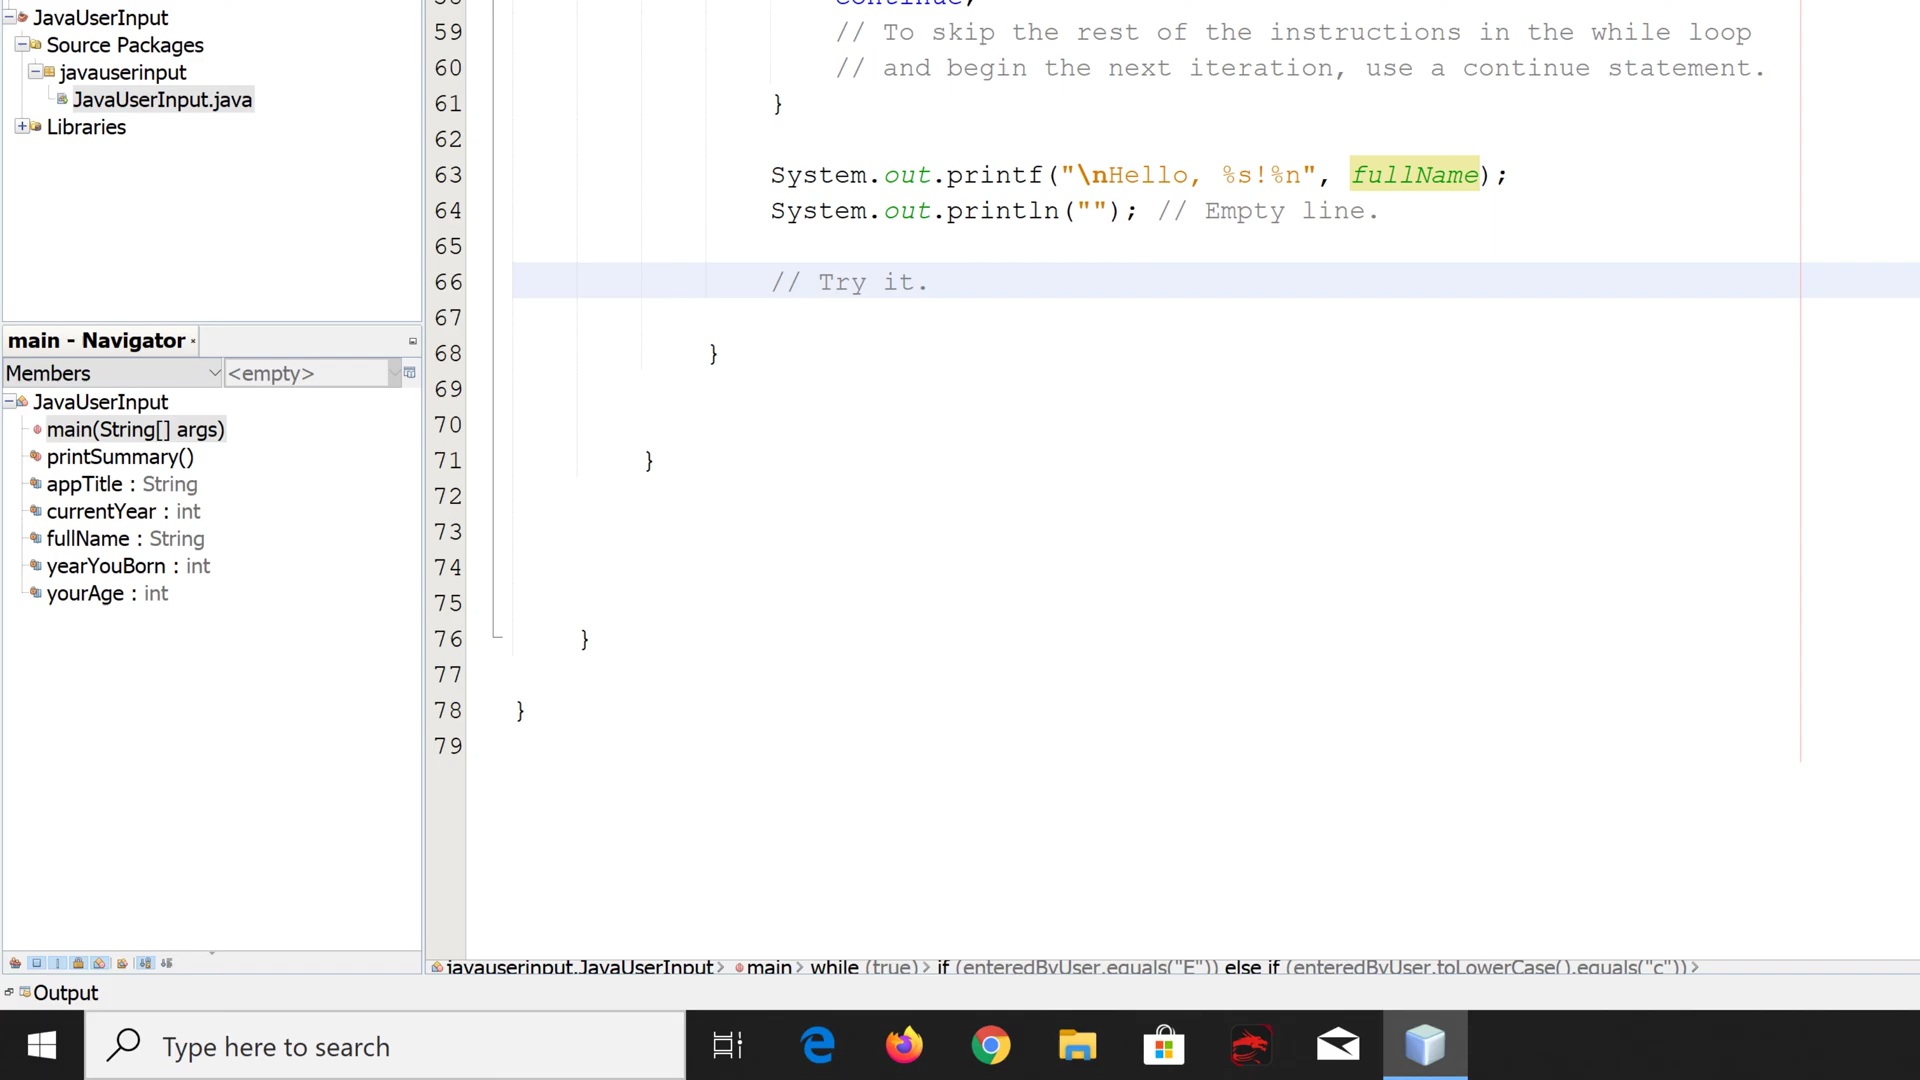 JavaUserInput
Source Packages
javauserinput
JavaUserInput.java
Libraries
main - Navigator
Members
<empty>
JavaUserInput
main(String[] args)
printSummary()
appTitle : String
currentYear : int
fullName : String
yearYouBorn : int
yourAge : int
58 continue;
59 // To skip the rest of the instructions in the while loop
60 // and begin the next iteration, use a continue statement.
61 }
62
63 System.out.printf("\nHello, %s!%n", fullName);
64 System.out.println(""); // Empty line.
65
66 // Try it.
67
68 }
69
70
71 }
72
73
74
75
76 }
77
78 }
79
javauserinput.JavaUserInput> main> while (true)> if (enteredByUser.equals("E")) else if (enteredByUser.toLowerCase().equals("c"))>
Output
Type here to search